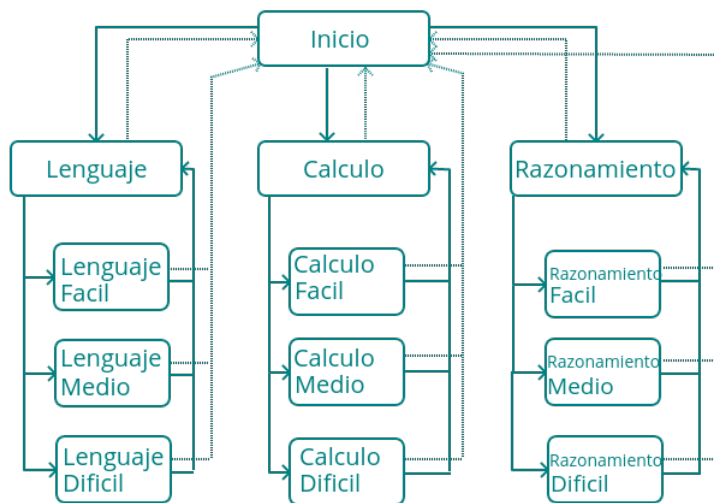 Inicio
Lenguaje
Calculo
Razonamiento
Lenguaje
Facil
Calculo
Facil
Razonamiento
Facil
Lenguaje
Medio
Calculo
Medio
Razonamiento
Medio
Lenguaje
Dificil
Calculo
Dificil
Razonamiento
Dificil